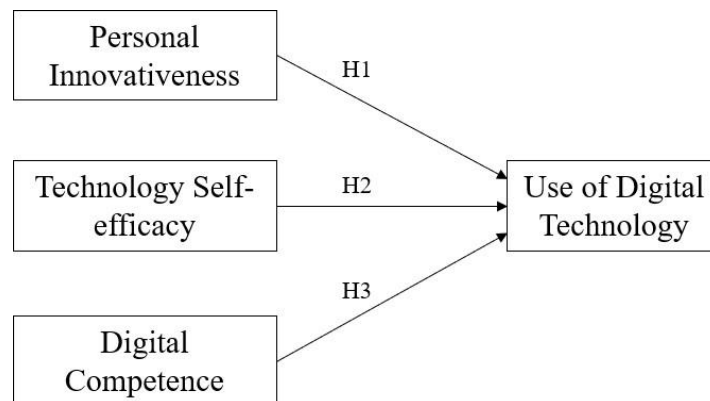 Personal
Innovativeness
H1
Technology Self-
efficacy
H2
Use of Digital
Technology
H3
Digital
Competence